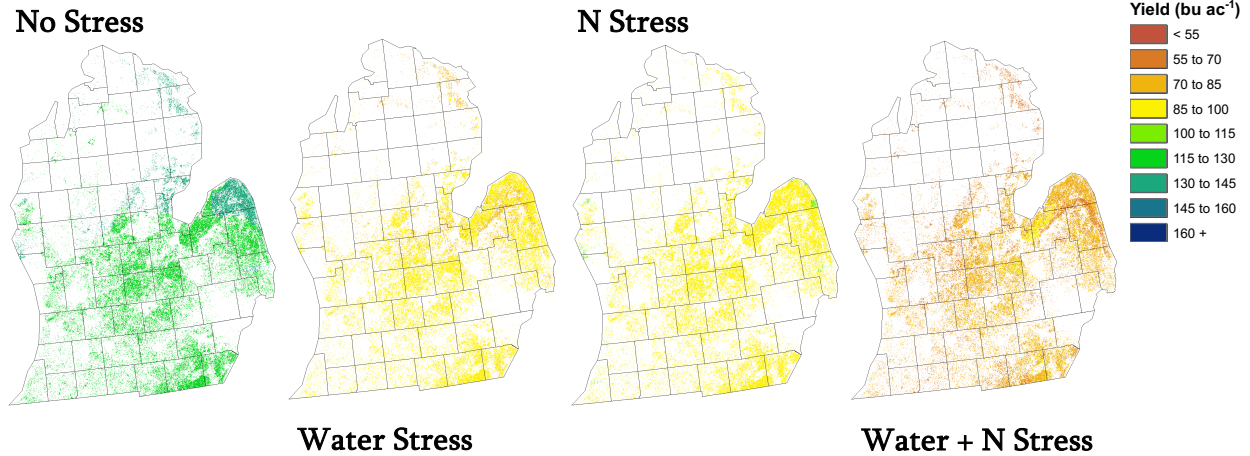 No Stress
N Stress
Yield (bu ac-1)
< 55
55 to 70
70 to 85
85 to 100
100 to 115
115 to 130
130 to 145
145 to 160
160 +
Water Stress
Water + N Stress